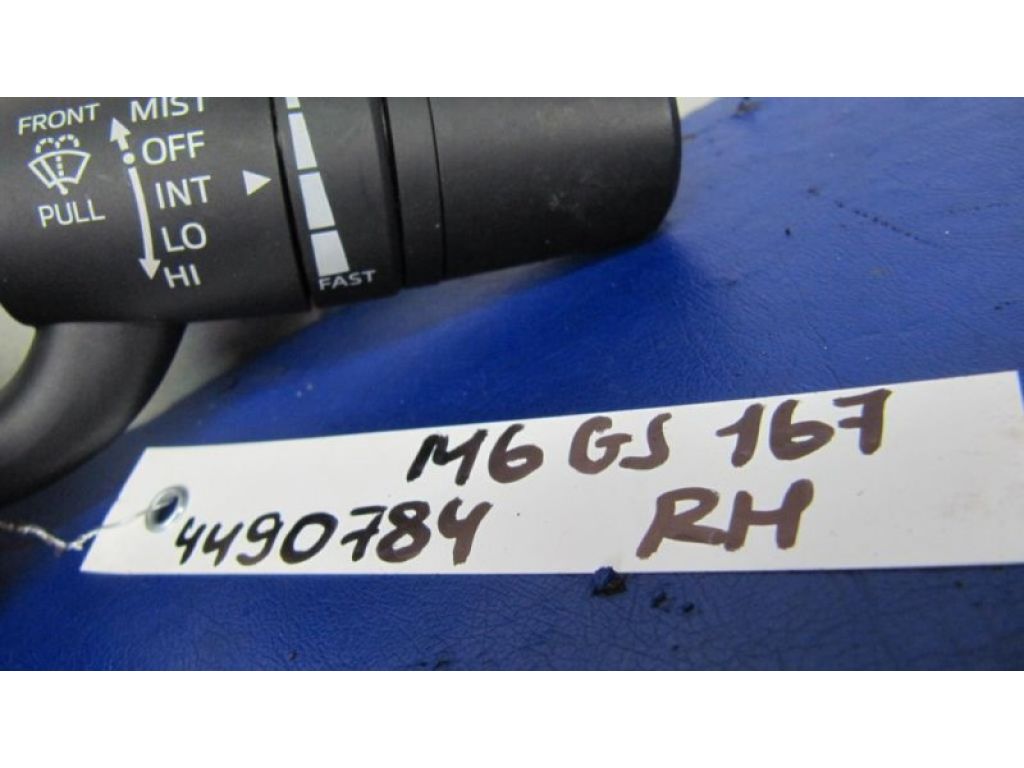 FRONT
MIST
OFF
INT
PULL
LO
HI
FAST
M6 GS 167
4490784 RH